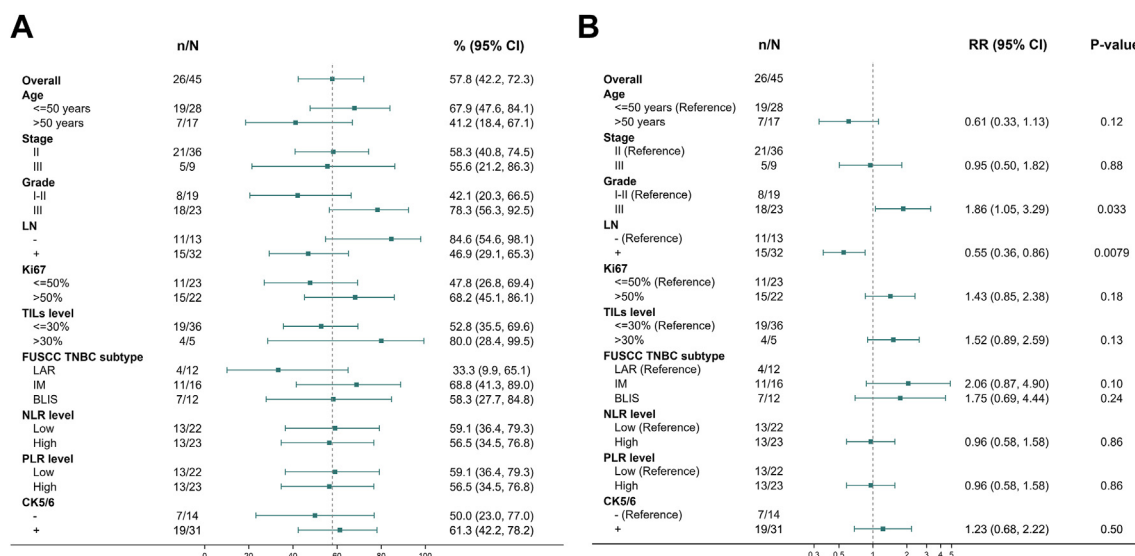 A
n/N % (95% CI)
Overall 26/45 57.8 (42.2, 72.3)
Age
<=50 years 19/28 67.9 (47.6, 84.1)
>50 years 7/17 41.2 (18.4, 67.1)
Stage
II 21/36 58.3 (40.8, 74.5)
III 5/9 55.6 (21.2, 86.3)
Grade
I-II 8/19 42.1 (20.3, 66.5)
III 18/23 78.3 (56.3, 92.5)
LN
- 11/13 84.6 (54.6, 98.1)
+ 15/32 46.9 (29.1, 65.3)
Ki67
<=50% 11/23 47.8 (26.8, 69.4)
>50% 15/22 68.2 (45.1, 86.1)
TILs level
<=30% 19/36 52.8 (35.5, 69.6)
>30% 4/5 80.0 (28.4, 99.5)
FUSCC TNBC subtype
LAR 4/12 33.3 (9.9, 65.1)
IM 11/16 68.8 (41.3, 89.0)
BLIS 7/12 58.3 (27.7, 84.8)
NLR level
Low 13/22 59.1 (36.4, 79.3)
High 13/23 56.5 (34.5, 76.8)
PLR level
Low 13/22 59.1 (36.4, 79.3)
High 13/23 56.5 (34.5, 76.8)
CK5/6
- 7/14 50.0 (23.0, 77.0)
+ 19/31 61.3 (42.2, 78.2)
0 20 40 60 80 100
B
n/N RR (95% CI) P-value
Overall 26/45
Age
<=50 years (Reference) 19/28
>50 years 7/17 0.61 (0.33, 1.13) 0.12
Stage
II (Reference) 21/36
III 5/9 0.95 (0.50, 1.82) 0.88
Grade
I-II (Reference) 8/19
III 18/23 1.86 (1.05, 3.29) 0.033
LN
- (Reference) 11/13
+ 15/32 0.55 (0.36, 0.86) 0.0079
Ki67
<=50% (Reference) 11/23
>50% 15/22 1.43 (0.85, 2.38) 0.18
TILs level
<=30% (Reference) 19/36
>30% 4/5 1.52 (0.89, 2.59) 0.13
FUSCC TNBC subtype
LAR (Reference) 4/12
IM 11/16 2.06 (0.87, 4.90) 0.10
BLIS 7/12 1.75 (0.69, 4.44) 0.24
NLR level
Low (Reference) 13/22
High 13/23 0.96 (0.58, 1.58) 0.86
PLR level
Low (Reference) 13/22
High 13/23 0.96 (0.58, 1.58) 0.86
CK5/6
- (Reference) 7/14
+ 19/31 1.23 (0.68, 2.22) 0.50
0.3 0.5 1 2 3 4 5